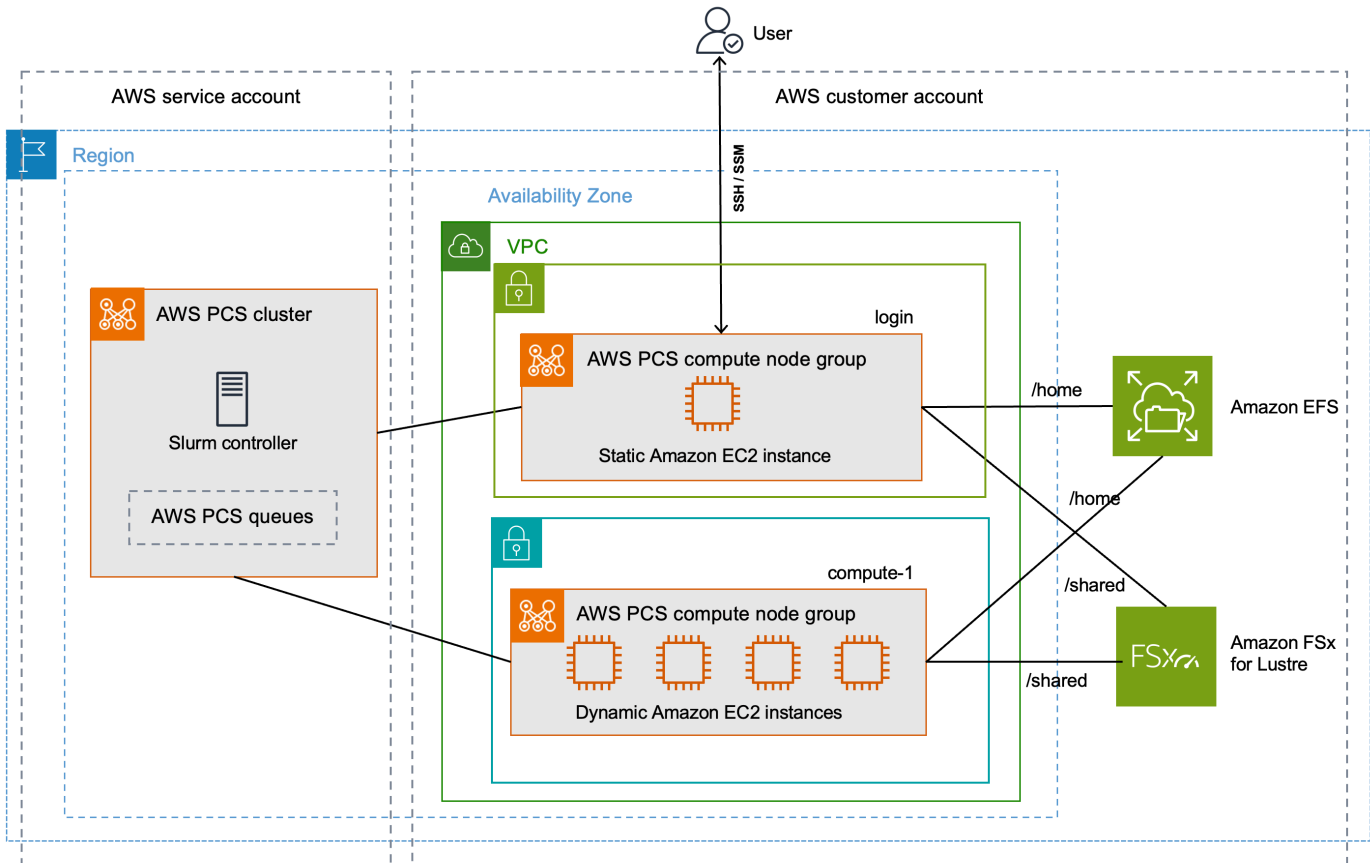 User
AWS service account
AWS customer account
Region
SSH / SSM
Availability Zone
VPC
AWS PCS cluster
Slurm controller
AWS PCS queues
login
AWS PCS compute node group
Static Amazon EC2 instance
/home
Amazon EFS
/home
compute-1
AWS PCS compute node group
Dynamic Amazon EC2 instances
/shared
/shared
FSx
Amazon FSx
for Lustre